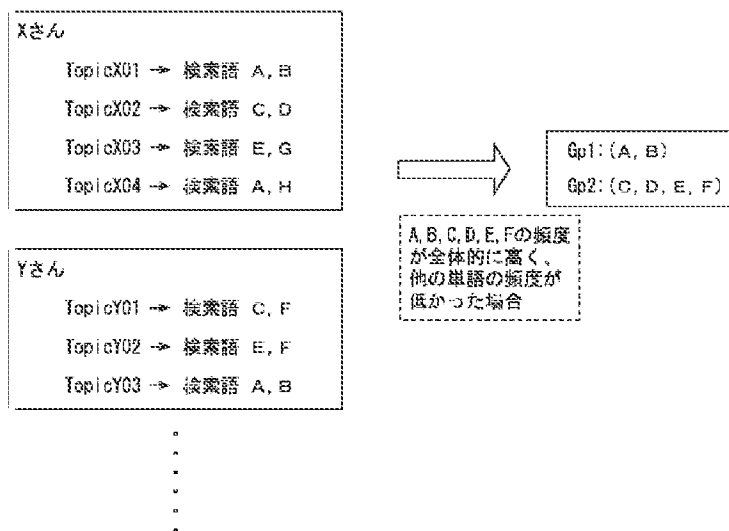 Xさん
TopicX01 → 検索語 A, B
TopicX02 → 検索語 C, D
TopicX03 → 検索語 E, G
TopicX04 → 検索語 A, H
Yさん
TopicY01 → 検索語 C, F
TopicY02 → 検索語 E, F
TopicY03 → 検索語 A, B
A,B,C,D,E,Fの頻度
が全体的に高く、
他の単語の頻度が
低かった場合
Gp1:(A, B)
Gp2:(C, D, E, F)